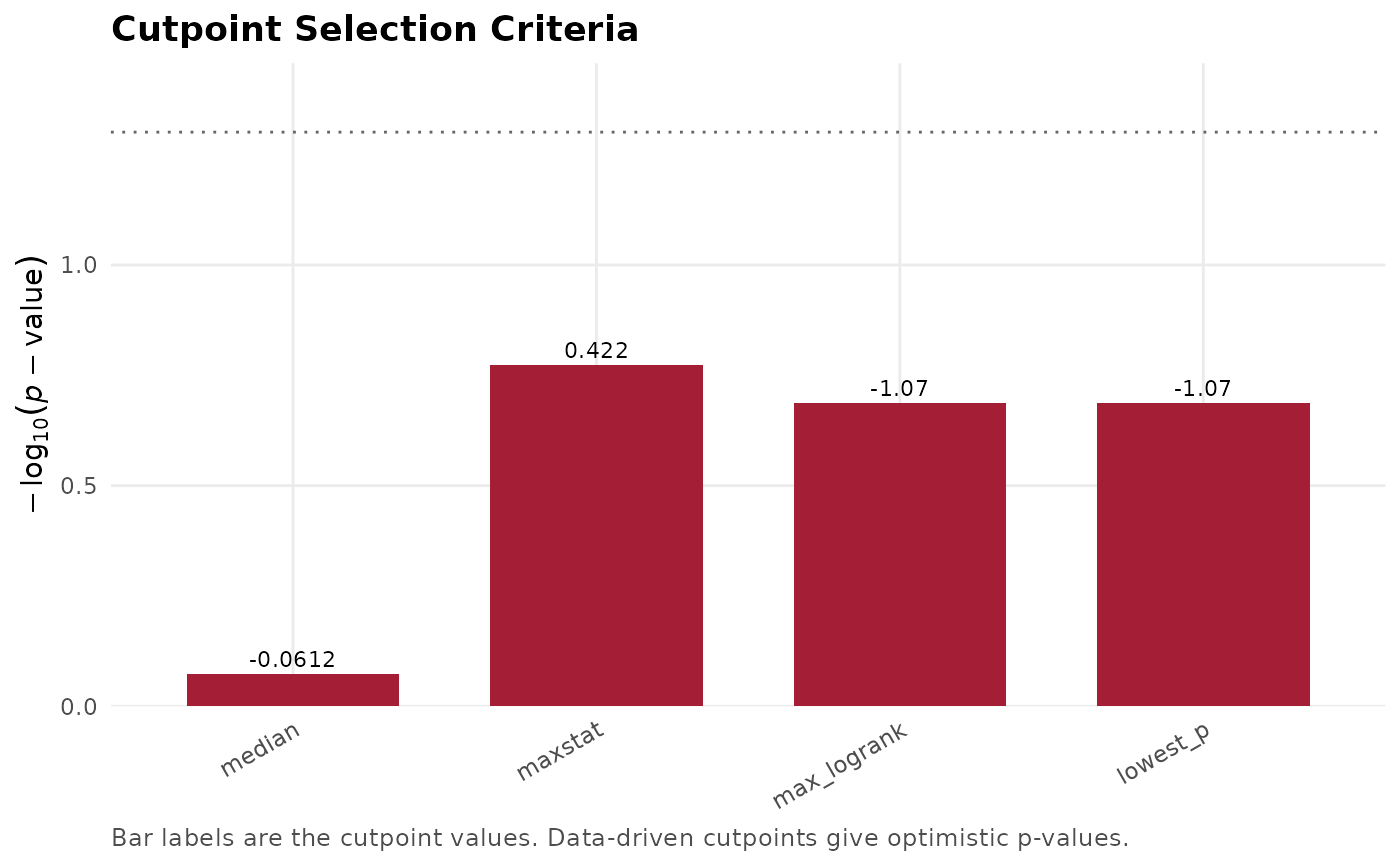 Cutpoint Selection Criteria
−log₁₀(p − value)
1.0
0.5
0.0
0.422
-1.07
-1.07
-0.0612
median
maxstat
max_logrank
lowest_p
Bar labels are the cutpoint values. Data-driven cutpoints give optimistic p-values.